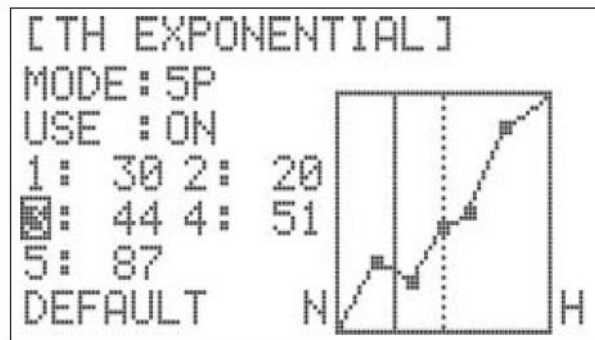 [TH EXPONENTIAL]
MODE:5P
USE :ON
1: 30 2: 20
3: 44 4: 51
5: 87
DEFAULT N H